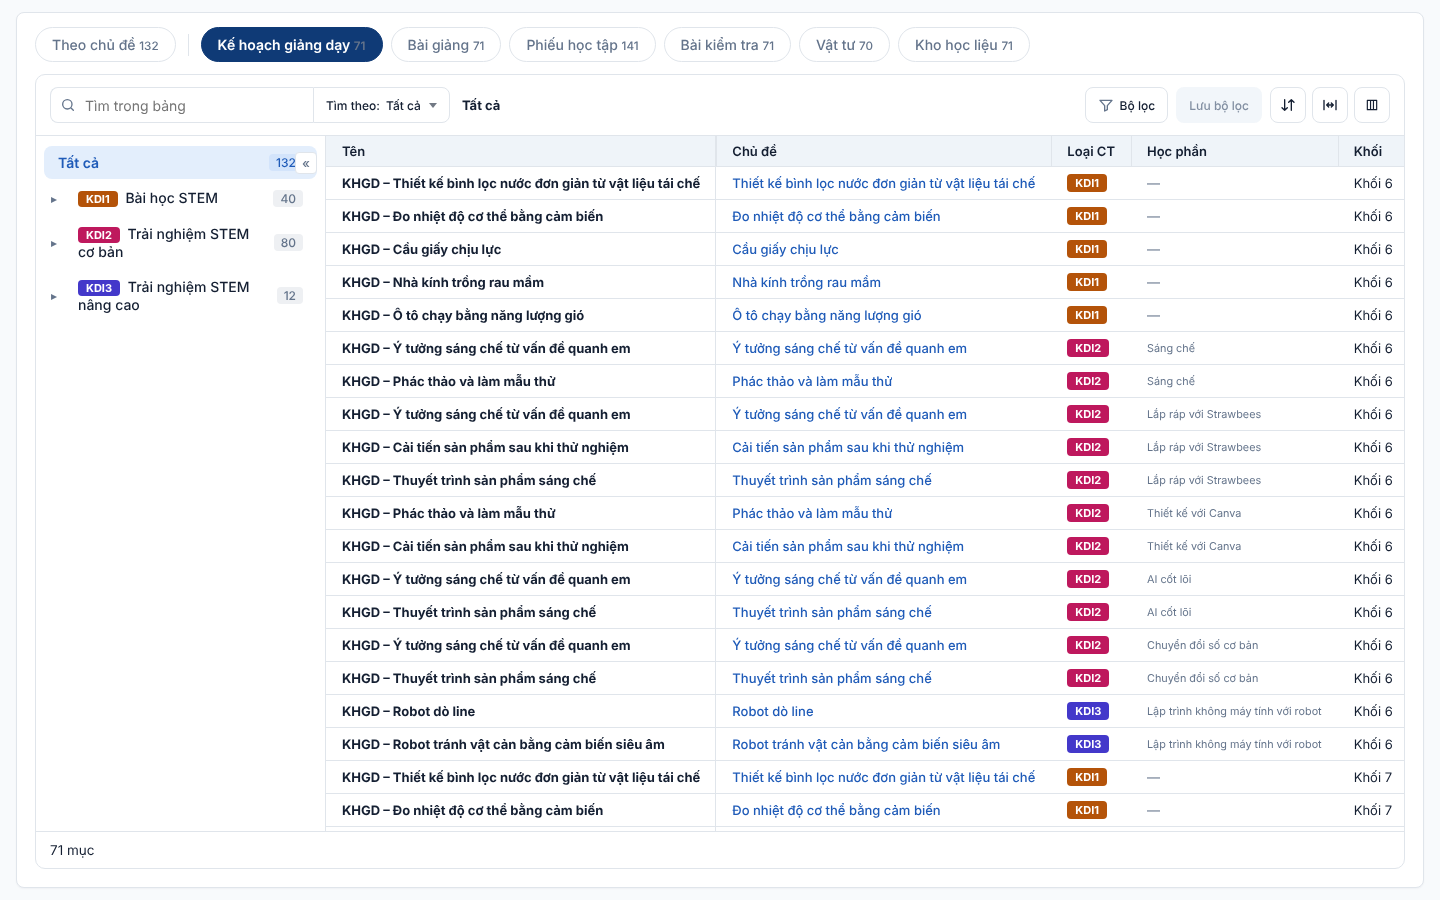 Theo chủ đề 132
Kế hoạch giảng dạy 71
Bài giảng 71
Phiếu học tập 141
Bài kiểm tra 71
Vật tư 70
Kho học liệu 71
Tìm trong bảng
Tìm theo: Tất cả
Tất cả
Bộ lọc
Lưu bộ lọc
Tất cả 132 «
KDI1 Bài học STEM 40
KDI2 Trải nghiệm STEM 80
cơ bản
KDI3 Trải nghiệm STEM 12
nâng cao
Tên Chủ đề Loại CT Học phần Khối
KHGD – Thiết kế bình lọc nước đơn giản từ vật liệu tái chế Thiết kế bình lọc nước đơn giản từ vật liệu tái chế KDI1 — Khối 6
KHGD – Đo nhiệt độ cơ thể bằng cảm biến Đo nhiệt độ cơ thể bằng cảm biến KDI1 — Khối 6
KHGD – Cầu giấy chịu lực Cầu giấy chịu lực KDI1 — Khối 6
KHGD – Nhà kính trồng rau mầm Nhà kính trồng rau mầm KDI1 — Khối 6
KHGD – Ô tô chạy bằng năng lượng gió Ô tô chạy bằng năng lượng gió KDI1 — Khối 6
KHGD – Ý tưởng sáng chế từ vấn đề quanh em Ý tưởng sáng chế từ vấn đề quanh em KDI2 Sáng chế Khối 6
KHGD – Phác thảo và làm mẫu thử Phác thảo và làm mẫu thử KDI2 Sáng chế Khối 6
KHGD – Ý tưởng sáng chế từ vấn đề quanh em Ý tưởng sáng chế từ vấn đề quanh em KDI2 Lắp ráp với Strawbees Khối 6
KHGD – Cải tiến sản phẩm sau khi thử nghiệm Cải tiến sản phẩm sau khi thử nghiệm KDI2 Lắp ráp với Strawbees Khối 6
KHGD – Thuyết trình sản phẩm sáng chế Thuyết trình sản phẩm sáng chế KDI2 Lắp ráp với Strawbees Khối 6
KHGD – Phác thảo và làm mẫu thử Phác thảo và làm mẫu thử KDI2 Thiết kế với Canva Khối 6
KHGD – Cải tiến sản phẩm sau khi thử nghiệm Cải tiến sản phẩm sau khi thử nghiệm KDI2 Thiết kế với Canva Khối 6
KHGD – Ý tưởng sáng chế từ vấn đề quanh em Ý tưởng sáng chế từ vấn đề quanh em KDI2 AI cốt lõi Khối 6
KHGD – Thuyết trình sản phẩm sáng chế Thuyết trình sản phẩm sáng chế KDI2 AI cốt lõi Khối 6
KHGD – Ý tưởng sáng chế từ vấn đề quanh em Ý tưởng sáng chế từ vấn đề quanh em KDI2 Chuyển đổi số cơ bản Khối 6
KHGD – Thuyết trình sản phẩm sáng chế Thuyết trình sản phẩm sáng chế KDI2 Chuyển đổi số cơ bản Khối 6
KHGD – Robot dò line Robot dò line KDI3 Lập trình không máy tính với robot Khối 6
KHGD – Robot tránh vật cản bằng cảm biến siêu âm Robot tránh vật cản bằng cảm biến siêu âm KDI3 Lập trình không máy tính với robot Khối 6
KHGD – Thiết kế bình lọc nước đơn giản từ vật liệu tái chế Thiết kế bình lọc nước đơn giản từ vật liệu tái chế KDI1 — Khối 7
KHGD – Đo nhiệt độ cơ thể bằng cảm biến Đo nhiệt độ cơ thể bằng cảm biến KDI1 — Khối 7
71 mục